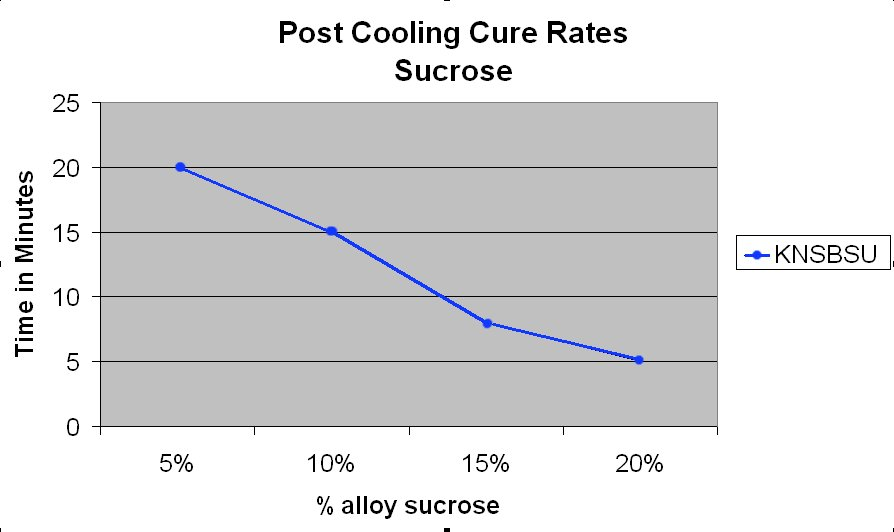 Post Cooling Cure Rates
Sucrose
Time in Minutes
25
20
15
10
5
0
5% 10% 15% 20%
% alloy sucrose
KNSBSU